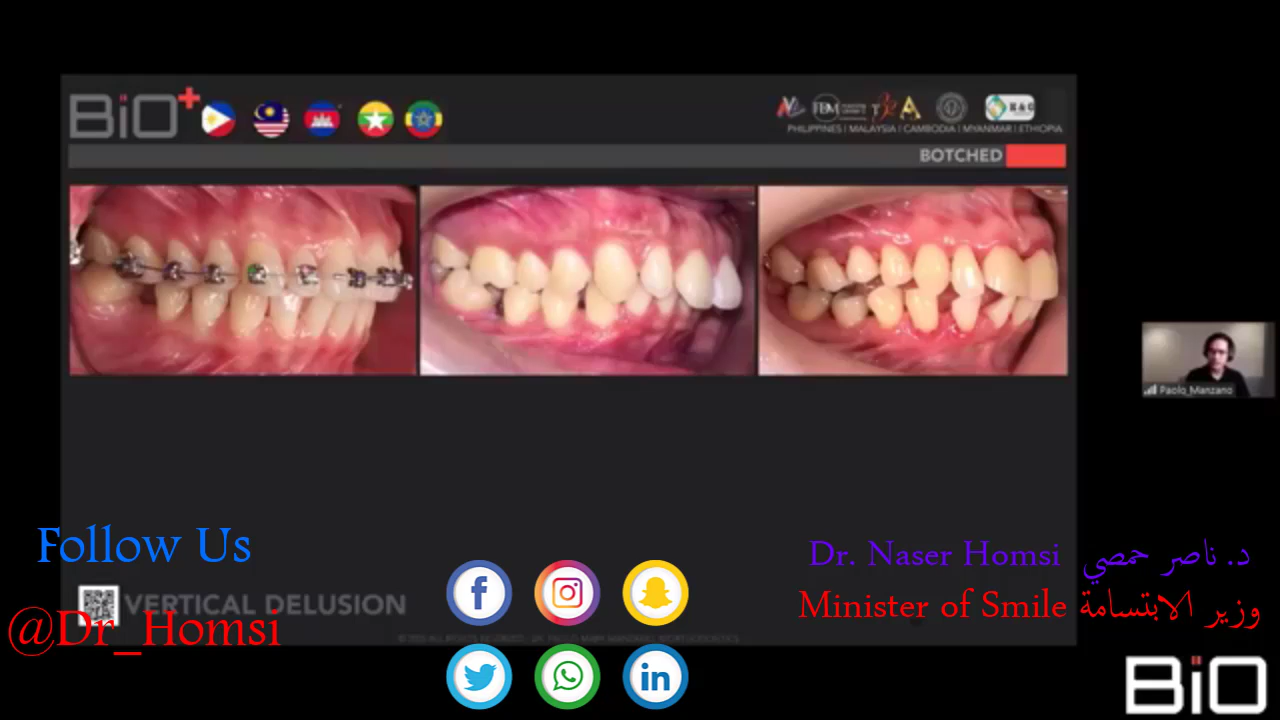 BiO+
PHILIPPINES | MALAYSIA | CAMBODIA | MYANMAR | ETHIOPIA
BOTCHED
Paolo_Manzano
Follow Us
@Dr_Homsi
VERTICAL DELUSION
Dr. Naser Homsi د. ناصر حمصي
Minister of Smile وزير الابتسامة
BiO